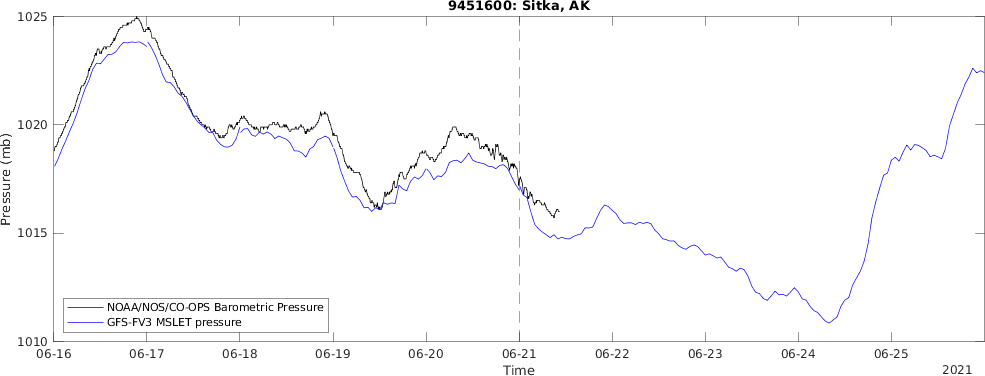 9451600: Sitka, AK
Pressure (mb)
1025
1020
1015
1010
NOAA/NOS/CO-OPS Barometric Pressure
GFS-FV3 MSLET pressure
06-16 06-17 06-18 06-19 06-20 06-21 06-22 06-23 06-24 06-25
Time
2021